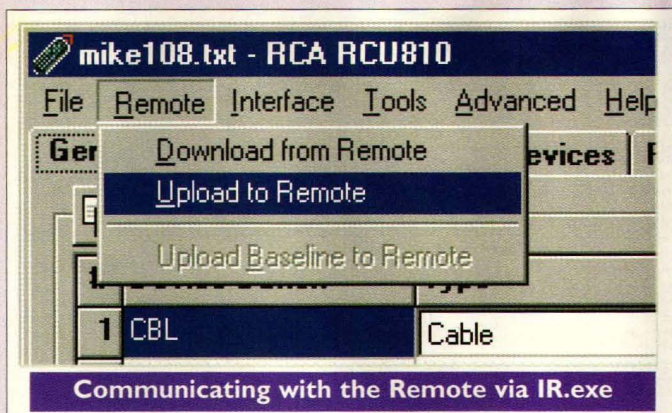 mike108.txt - RCA RCU810
File Remote Interface Tools Advanced Help
Ger
evices
Download from Remote
Upload to Remote
Upload Baseline to Remote
1 CBL Cable
Communicating with the Remote via IR.exe